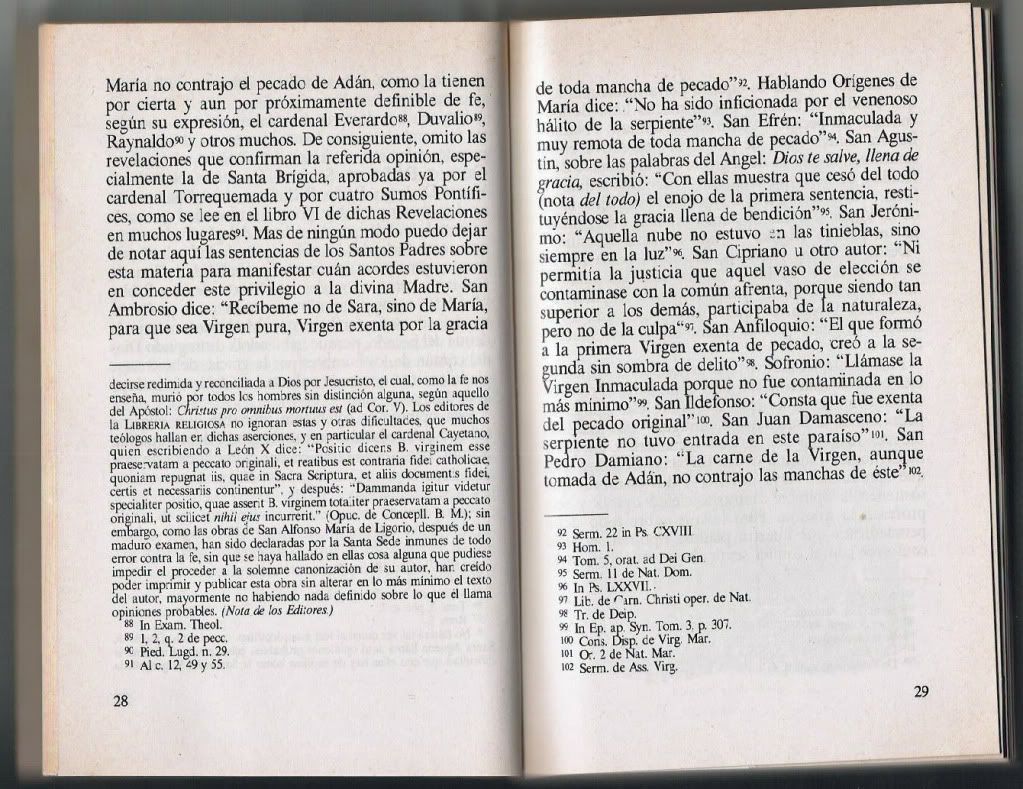 María no contrajo el pecado de Adán, como la tienen
por cierta y aun por próximamente definible de fe,
según su expresión, el cardenal Everardo88, Duvalio89,
Raynaldo90 y otros muchos. De consiguiente, omito las
revelaciones que confirman la referida opinión, espe-
cialmente la de Santa Brígida, aprobadas ya por el
cardenal Torrequemada y por cuatro Sumos Pontífi-
ces, como se lee en el libro VI de dichas Revelaciones
en muchos lugares91. Mas de ningún modo puedo dejar
de notar aquí las sentencias de los Santos Padres sobre
esta materia para manifestar cuán acordes estuvieron
en conceder este privilegio a la divina Madre. San
Ambrosio dice: “Recíbeme no de Sara, sino de María,
para que sea Virgen pura, Virgen exenta por la gracia
decirse redimida y reconciliada a Dios por Jesucristo, el cual, como la fe nos
enseña, murió por todos los hombres sin distinción alguna, según aquello
del Apóstol: Christus pro omnibus mortuus est (ad Cor. V). Los editores de
la LIBRERIA RELIGIOSA no ignoran estas y otras dificultades, que muchos
teólogos hallan en dichas aserciones, y en particular el cardenal Cayetano,
quien escribiendo a León X dice: “Positic dicens B. virginem esse
praeservatam a peccato originali, et reatibus est contraria fidei catholicae,
quoniam repugnat iis, quae in Sacra Scriptura, et aliis documentis fidei,
certis et necessariis continentur”, y después: “Dammanda igitur videtur
specialiter positio, quae asserit B. virginem totaliter praeservatam a peccato
originali, ut scilicet nihil ejus incurrerit.” (Opuc. de Concepll. B. M.); sin
embargo, como las obras de San Alfonso María de Ligorio, después de un
maduro examen, han sido declaradas por la Santa Sede inmunes de todo
error contra la fe, sin que se haya hallado en ellas cosa alguna que pudiese
impedir el proceder a la solemne canonización de su autor, han creído
poder imprimir y publicar esta obra sin alterar en lo más mínimo el texto
del autor, mayormente no habiendo nada definido sobre lo que él llama
opiniones probables. (Nota de los Editores.)
88 In Exam. Theol.
89 1, 2, q. 2 de pecc.
90 Pied. Lugd. n. 29.
91 Al c. 12, 49 y 55.
28
de toda mancha de pecado”92. Hablando Orígenes de
María dice: “No ha sido inficionada por el venenoso
hálito de la serpiente”93. San Efrén: “Inmaculada y
muy remota de toda mancha de pecado”94. San Agus-
tín, sobre las palabras del Angel: Dios te salve, llena de
gracia, escribió: “Con ellas muestra que cesó del todo
(nota del todo) el enojo de la primera sentencia, resti-
tuyéndose la gracia llena de bendición”95. San Jeróni-
mo: “Aquella nube no estuvo en las tinieblas, sino
siempre en la luz”96. San Cipriano u otro autor: “Ni
permitía la justicia que aquel vaso de elección se
contaminase con la común afrenta, porque siendo tan
superior a los demás, participaba de la naturaleza,
pero no de la culpa“97. San Anfiloquio: “El que formó
a la primera Virgen exenta de pecado, creó a la se-
gunda sin sombra de delito”98. Sofronio: “Llámase la
Virgen Inmaculada porque no fue contaminada en lo
más mínimo”99. San Ildefonso: “Consta que fue exenta
del pecado original”100. San Juan Damasceno: “La
serpiente no tuvo entrada en este paraíso”101. San
Pedro Damiano: “La carne de la Virgen, aunque
tomada de Adán, no contrajo las manchas de éste”102.
92 Serm. 22 in Ps. CXVIII.
93 Hom. 1.
94 Tom. 5, orat. ad Dei Gen.
95 Serm. 11 de Nat. Dom.
96 In Ps. LXXVII.
97 Lib. de Carn. Christi oper. de Nat.
98 Tr. de Deip.
99 In Ep. ap. Syn. Tom. 3. p. 307.
100 Cons. Disp. de Virg. Mar.
101 Or. 2 de Nat. Mar.
102 Serm. de Ass. Virg.
29